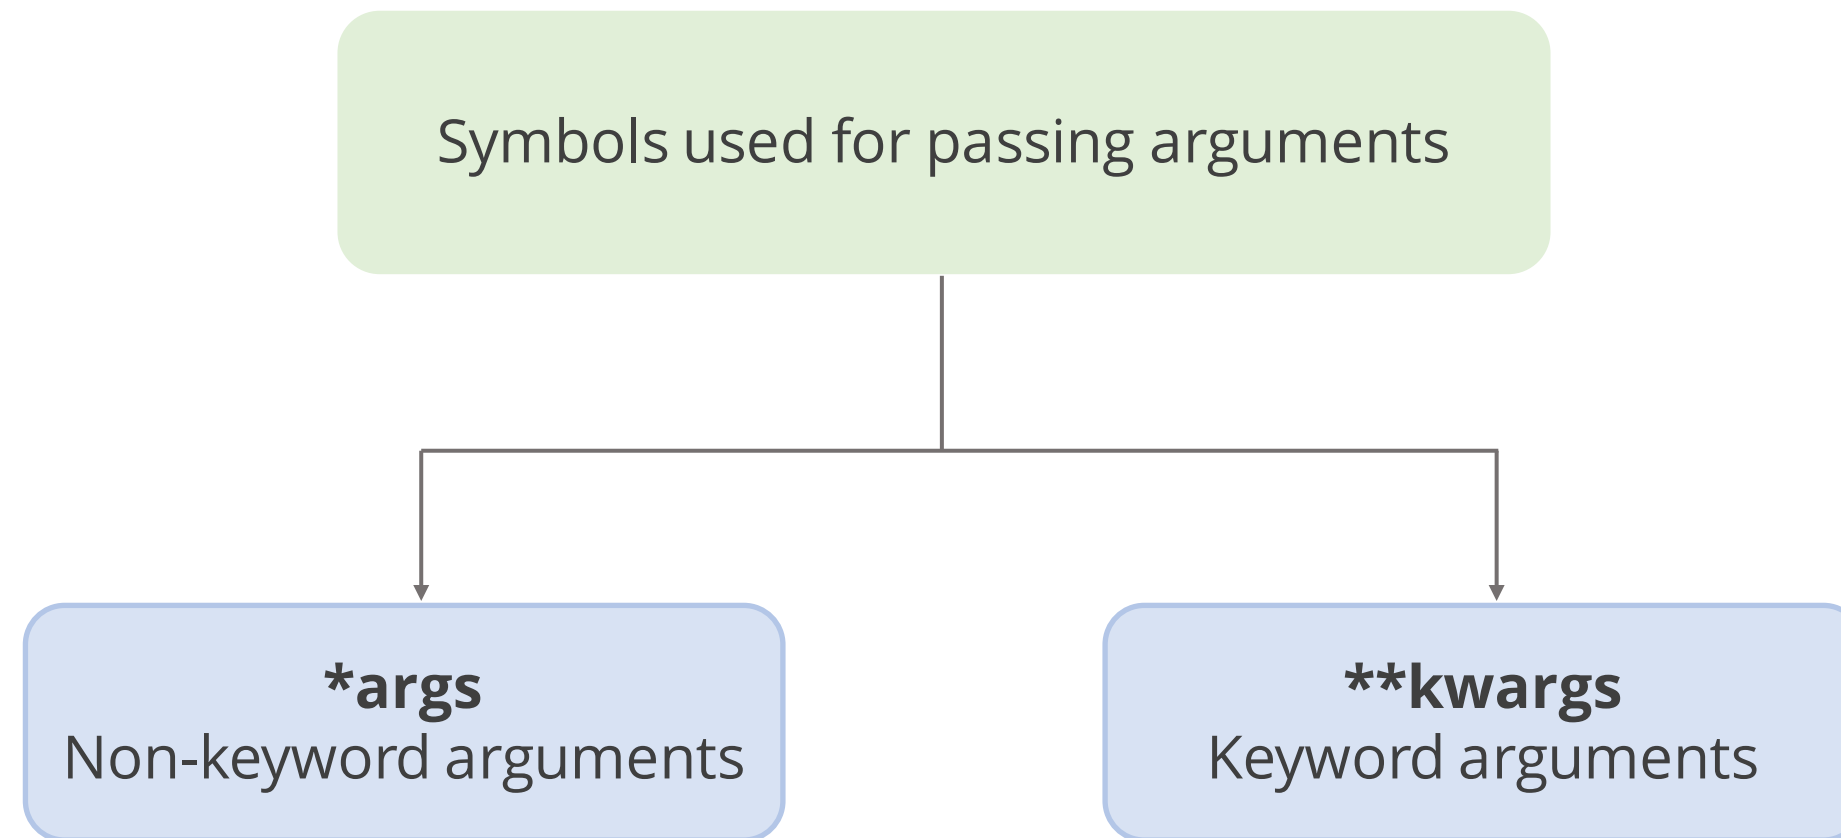 Symbols used for passing arguments
*args
Non-keyword arguments
**kwargs
Keyword arguments